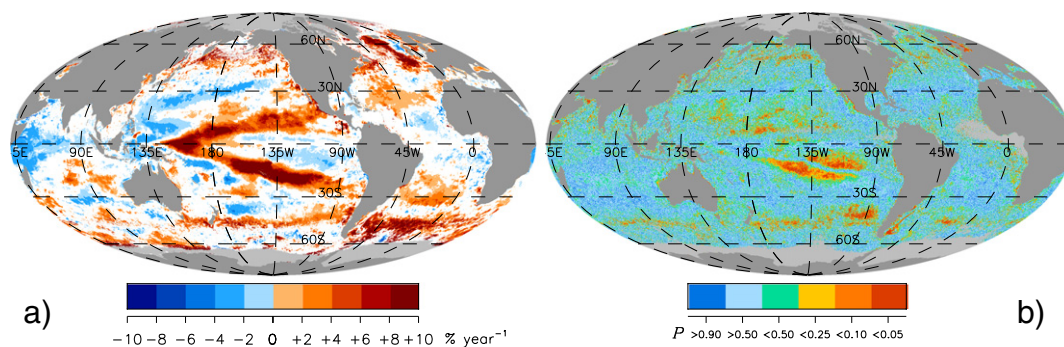 60N
60N
30N
30N
5E 90E 135E 180 135W 90W 45W 0
5E 90E 135E 180 135W 90W 45W 0
30S
30S
60S
60S
a)
b)
−10 −8 −6 −4 −2 0 +2 +4 +6 +8 +10 % year⁻¹
P >0.90 >0.50 <0.50 <0.25 <0.10 <0.05